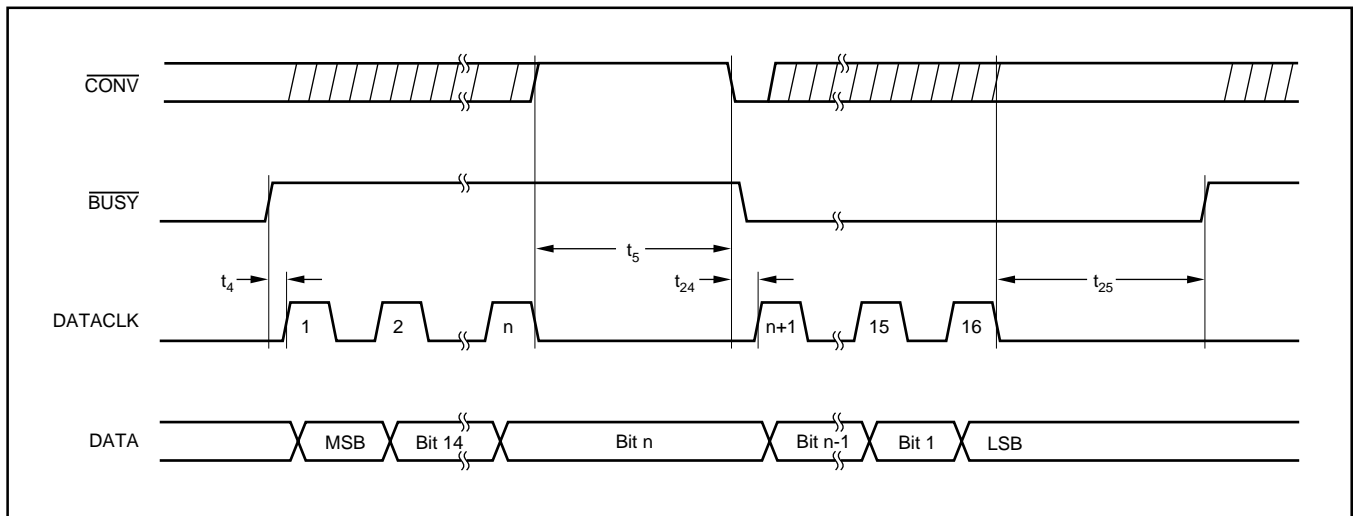 CONV
BUSY
t5
t4
t24
t25
DATACLK
1
2
n
n+1
15
16
DATA
MSB
Bit 14
Bit n
Bit n-1
Bit 1
LSB